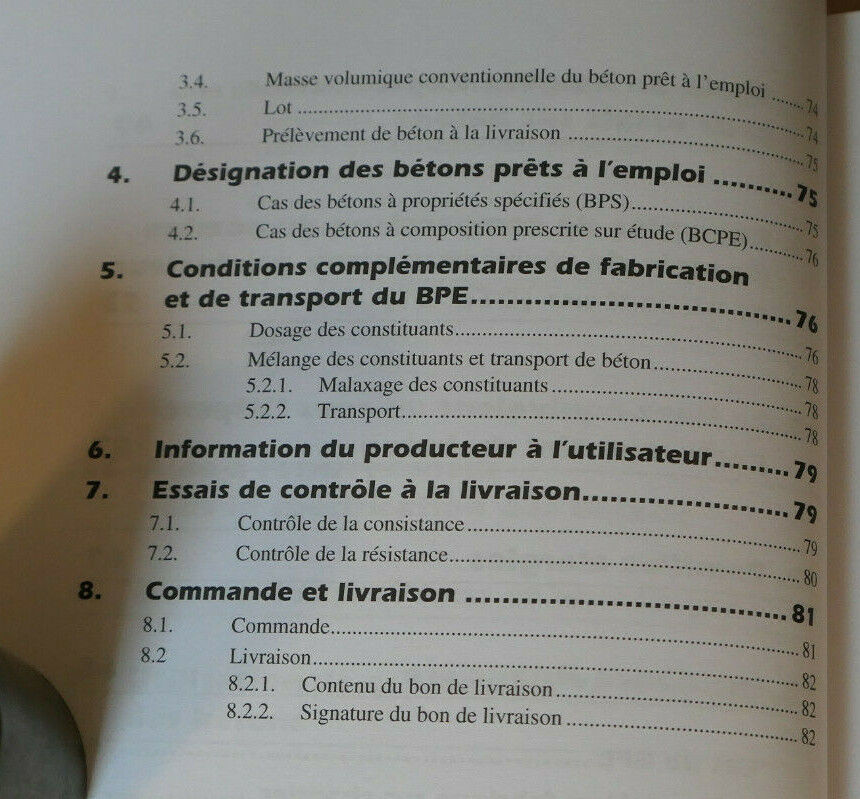 3.4. Masse volumique conventionnelle du béton prêt à l'emploi ....... 74
3.5. Lot ........ 74
3.6. Prélèvement de béton à la livraison ........ 75
4. Désignation des bétons prêts à l'emploi .......... 75
4.1. Cas des bétons à propriétés spécifiés (BPS)........ 75
4.2. Cas des bétons à composition prescrite sur étude (BCPE)........ 76
5. Conditions complémentaires de fabrication
et de transport du BPE........ 76
5.1. Dosage des constituants........ 76
5.2. Mélange des constituants et transport de béton........ 78
5.2.1. Malaxage des constituants ........ 78
5.2.2. Transport........ 78
6. Information du producteur à l'utilisateur......... 79
7. Essais de contrôle à la livraison........ 79
7.1. Contrôle de la consistance ........ 79
7.2. Contrôle de la résistance........ 80
8. Commande et livraison ........ 81
8.1. Commande........ 81
8.2 Livraison........ 82
8.2.1. Contenu du bon de livraison ........ 82
8.2.2. Signature du bon de livraison ........ 82